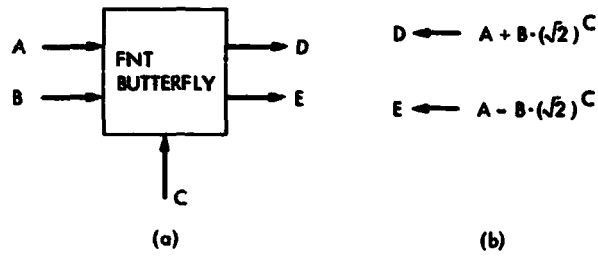 A
B
FNT
BUTTERFLY
D
E
C
(a)
D ← A + B·(√2)^C
E ← A − B·(√2)^C
(b)